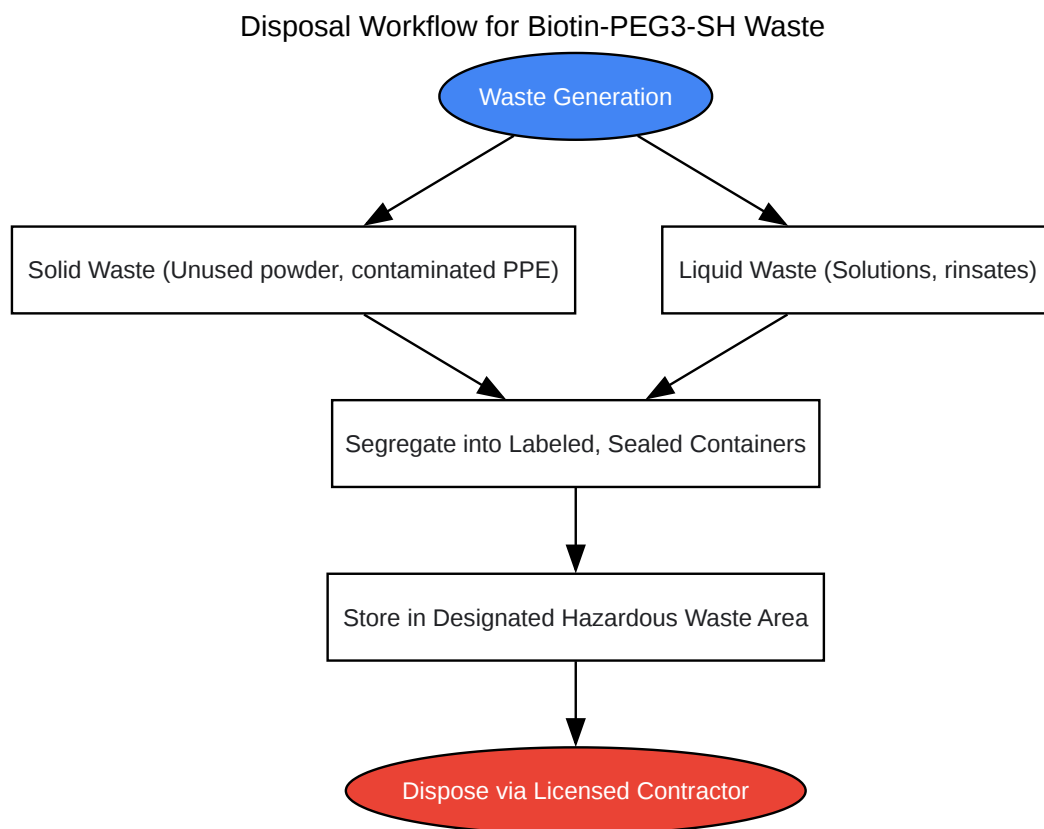 Disposal Workflow for Biotin-PEG3-SH Waste
Waste Generation
Solid Waste (Unused powder, contaminated PPE)
Liquid Waste (Solutions, rinsates)
Segregate into Labeled, Sealed Containers
Store in Designated Hazardous Waste Area
Dispose via Licensed Contractor